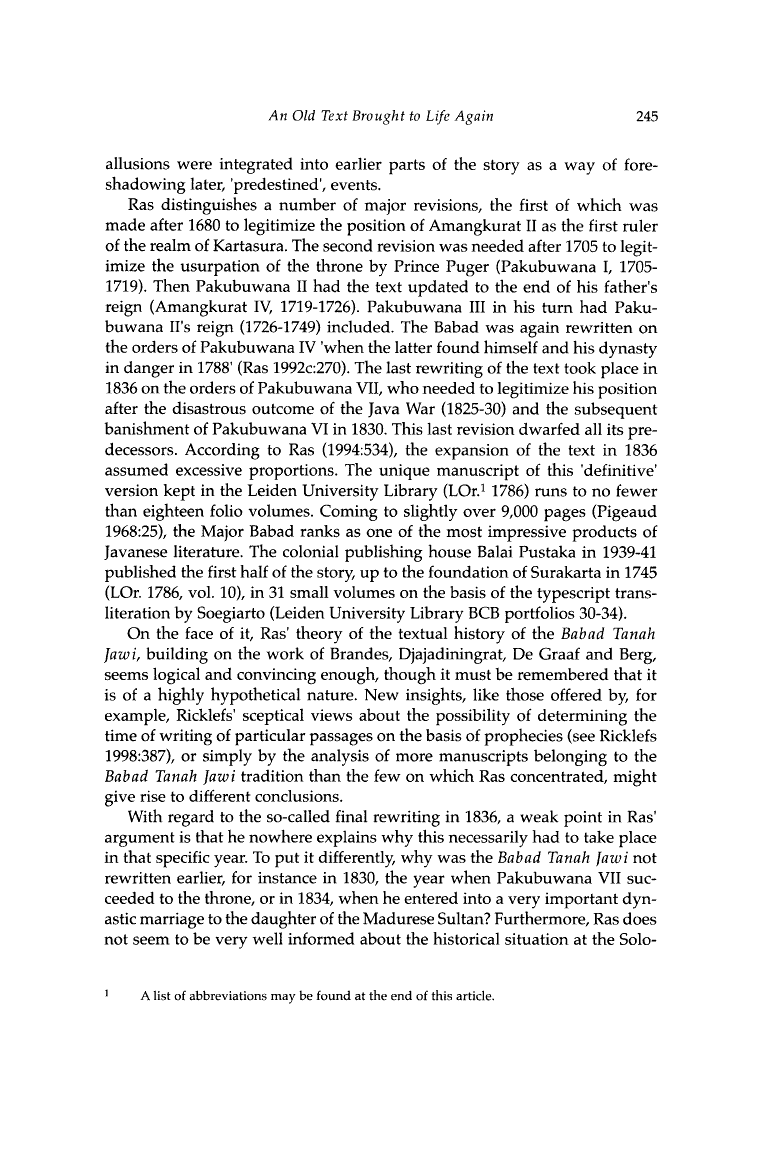 An Old Text Brought to Life Again 245
allusions were integrated into earlier parts of the story as a way of fore-
shadowing later, 'predestined', events.
Ras distinguishes a number of major revisions, the first of which was
made after 1680 to legitimize the position of Amangkurat II as the first ruler
of the realm of Kartasura. The second revision was needed after 1705 to legit-
imize the usurpation of the throne by Prince Puger (Pakubuwana I, 1705-
1719). Then Pakubuwana II had the text updated to the end of his father's
reign (Amangkurat IV, 1719-1726). Pakubuwana III in his turn had Paku-
buwana II's reign (1726-1749) included. The Babad was again rewritten on
the orders of Pakubuwana IV 'when the latter found himself and his dynasty
in danger in 1788' (Ras 1992c:270). The last rewriting of the text took place in
1836 on the orders of Pakubuwana VII, who needed to legitimize his position
after the disastrous outcome of the Java War (1825-30) and the subsequent
banishment of Pakubuwana VI in 1830. This last revision dwarfed all its pre-
decessors. According to Ras (1994:534), the expansion of the text in 1836
assumed excessive proportions. The unique manuscript of this 'definitive'
version kept in the Leiden University Library (LOr.¹ 1786) runs to no fewer
than eighteen folio volumes. Coming to slightly over 9,000 pages (Pigeaud
1968:25), the Major Babad ranks as one of the most impressive products of
Javanese literature. The colonial publishing house Balai Pustaka in 1939-41
published the first half of the story, up to the foundation of Surakarta in 1745
(LOr. 1786, vol. 10), in 31 small volumes on the basis of the typescript trans-
literation by Soegiarto (Leiden University Library BCB portfolios 30-34).
On the face of it, Ras' theory of the textual history of the Babad Tanah
Jawi, building on the work of Brandes, Djajadiningrat, De Graaf and Berg,
seems logical and convincing enough, though it must be remembered that it
is of a highly hypothetical nature. New insights, like those offered by, for
example, Ricklefs' sceptical views about the possibility of determining the
time of writing of particular passages on the basis of prophecies (see Ricklefs
1998:387), or simply by the analysis of more manuscripts belonging to the
Babad Tanah Jawi tradition than the few on which Ras concentrated, might
give rise to different conclusions.
With regard to the so-called final rewriting in 1836, a weak point in Ras'
argument is that he nowhere explains why this necessarily had to take place
in that specific year. To put it differently, why was the Babad Tanah Jawi not
rewritten earlier, for instance in 1830, the year when Pakubuwana VII suc-
ceeded to the throne, or in 1834, when he entered into a very important dyn-
astic marriage to the daughter of the Madurese Sultan? Furthermore, Ras does
not seem to be very well informed about the historical situation at the Solo-
¹ A list of abbreviations may be found at the end of this article.